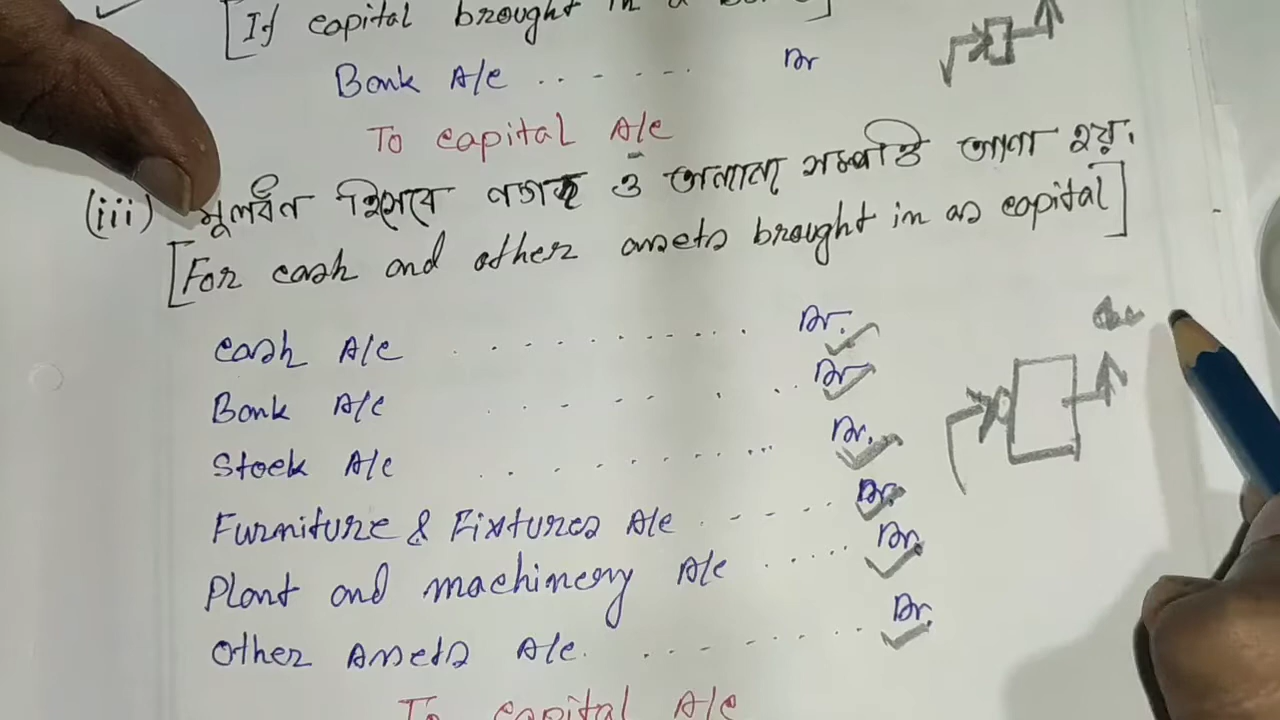 [If capital brought in a
Bank A/c . . - - - - . Dr
To capital A/c
(iii) মূলধন হিসেবে নগদ ও অন্যান্য সম্পত্তি আনা হয়।
[For cash and other assets brought in as capital]
Cash A/c . . . . . . . . . . . Dr.
Bank A/c . . . . . . Dr
Stock A/c . . . . . . . . ... Dr.
Furniture & Fixtures A/c . - - - - . . Dr.
Plant and machinery A/c . . . . . . Dr.
Other Assets A/c. . . . - - . . . . . Dr.
To capital A/c